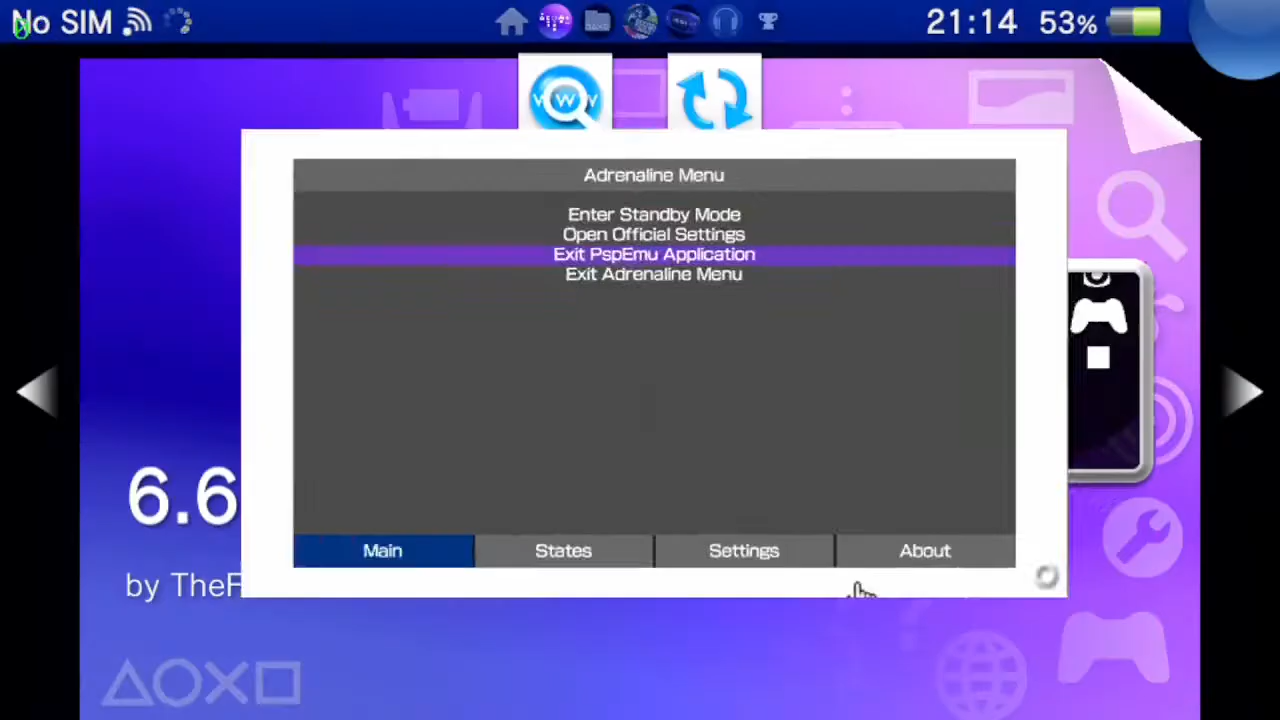 No SIM 21:14 53%
www
Adrenaline Menu
Enter Standby Mode
Open Official Settings
Exit PspEmu Application
Exit Adrenaline Menu
6.6
by TheF
Main States Settings About